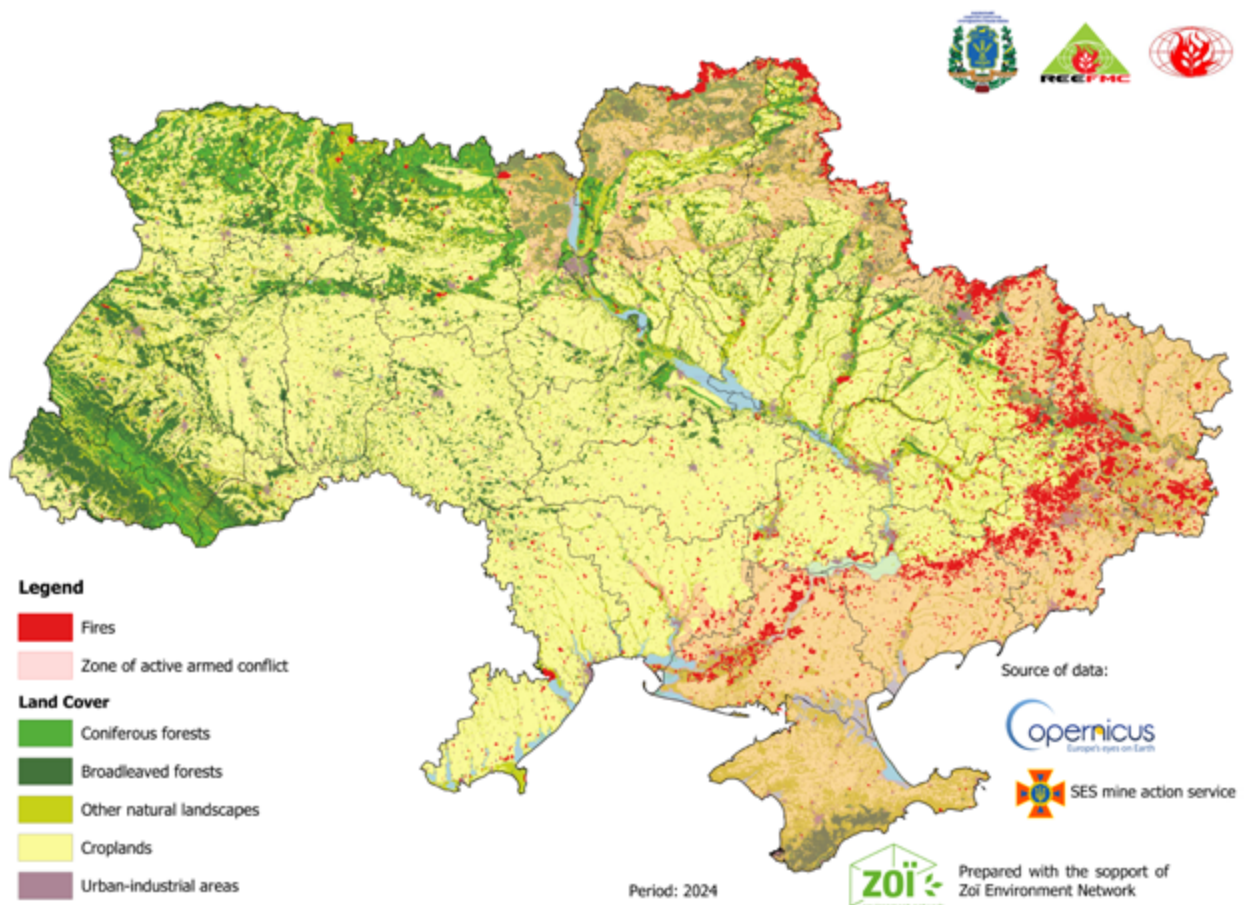 REEFMC
Legend
Fires
Zone of active armed conflict
Land Cover
Coniferous forests
Broadleaved forests
Other natural landscapes
Croplands
Urban-industrial areas
Period: 2024
Source of data:
opernicus
Europe's eyes on Earth
SES mine action service
ZOÏ
Prepared with the sopport of
Zoï Environment Network